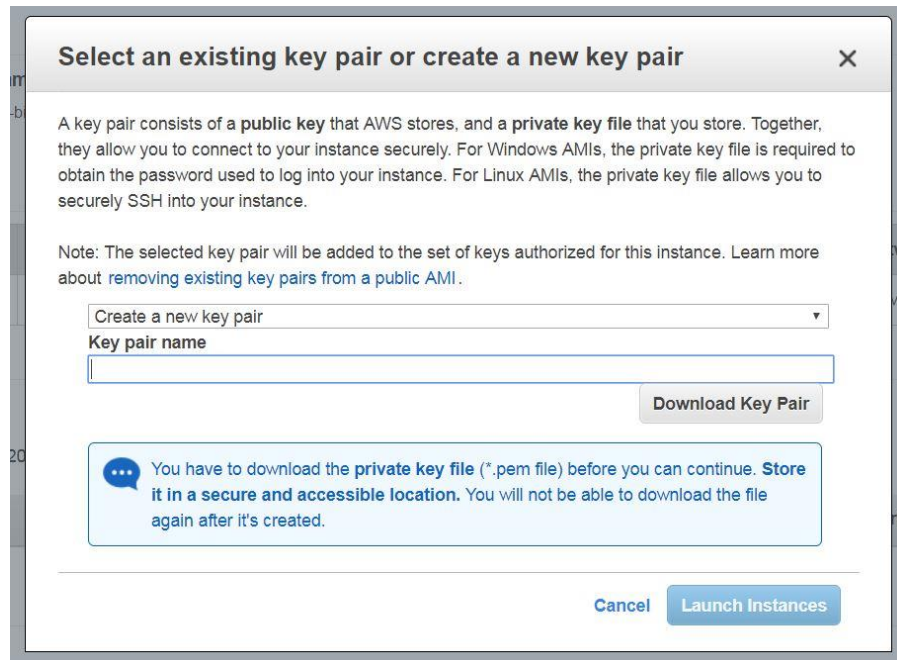 Select an existing key pair or create a new key pair
A key pair consists of a public key that AWS stores, and a private key file that you store. Together,
they allow you to connect to your instance securely. For Windows AMIs, the private key file is required to
obtain the password used to log into your instance. For Linux AMIs, the private key file allows you to
securely SSH into your instance.
Note: The selected key pair will be added to the set of keys authorized for this instance. Learn more
about removing existing key pairs from a public AMI.
Create a new key pair
Key pair name
Download Key Pair
You have to download the private key file (*.pem file) before you can continue. Store
it in a secure and accessible location. You will not be able to download the file
again after it's created.
Cancel Launch Instances